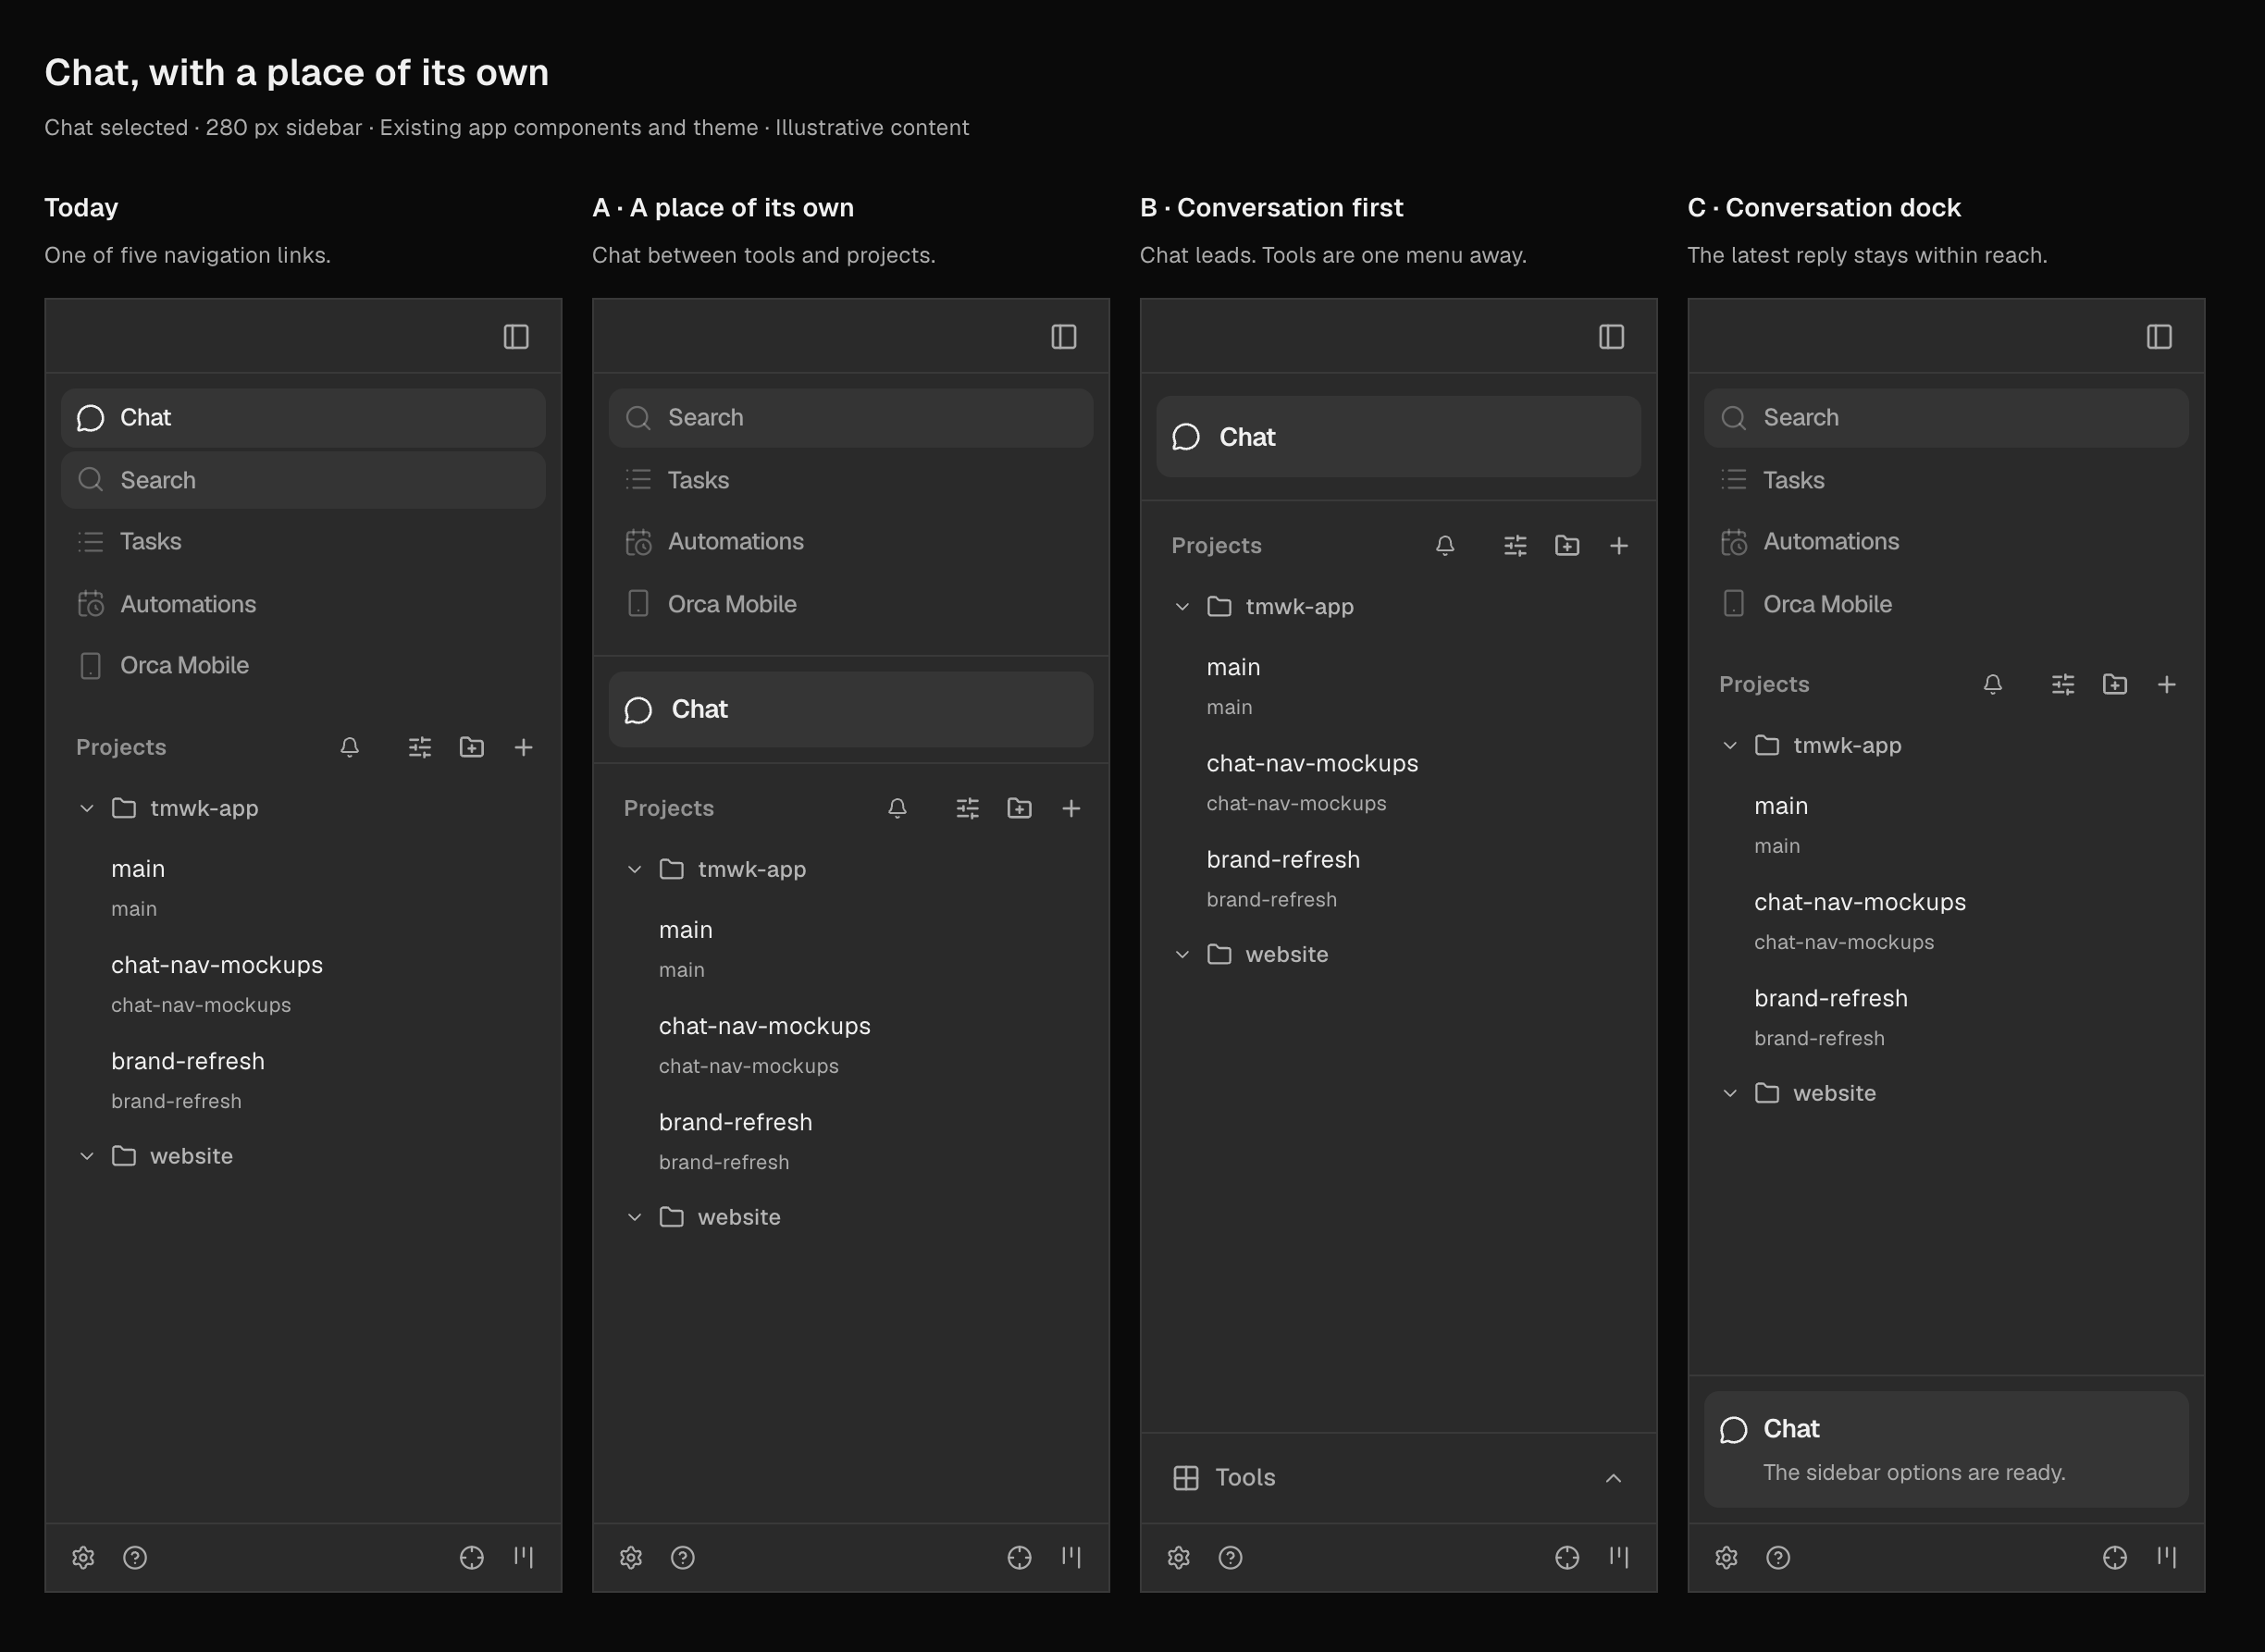 Chat, with a place of its own
Chat selected · 280 px sidebar · Existing app components and theme · Illustrative content
Today
One of five navigation links.
Chat
Search
Tasks
Automations
Orca Mobile
Projects
tmwk-app
main
main
chat-nav-mockups
chat-nav-mockups
brand-refresh
brand-refresh
website
A · A place of its own
Chat between tools and projects.
Search
Tasks
Automations
Orca Mobile
Chat
Projects
tmwk-app
main
main
chat-nav-mockups
chat-nav-mockups
brand-refresh
brand-refresh
website
B · Conversation first
Chat leads. Tools are one menu away.
Chat
Projects
tmwk-app
main
main
chat-nav-mockups
chat-nav-mockups
brand-refresh
brand-refresh
website
Tools
C · Conversation dock
The latest reply stays within reach.
Search
Tasks
Automations
Orca Mobile
Projects
tmwk-app
main
main
chat-nav-mockups
chat-nav-mockups
brand-refresh
brand-refresh
website
Chat
The sidebar options are ready.